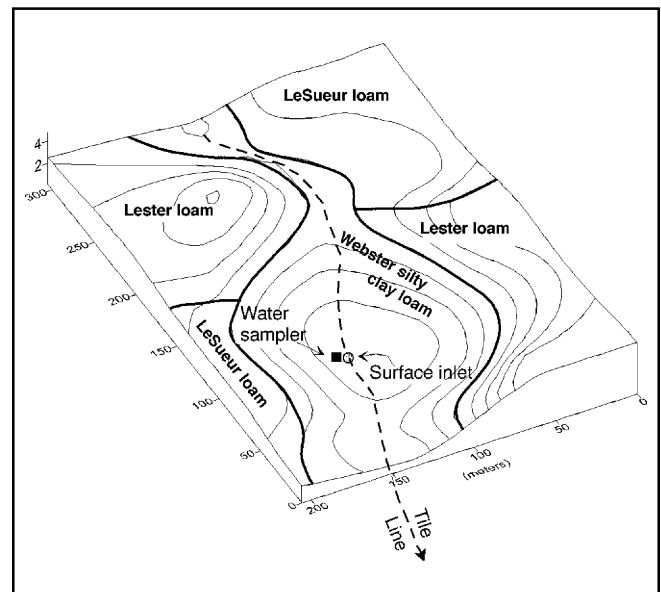 LeSueur loam
4
2
300
Lester loam
Lester loam
Webster silty
clay loam
250
200
Water
sampler
150
LeSueur loam
Surface inlet
100
50
0
200
150
100
(meters)
50
0
Tile
Line